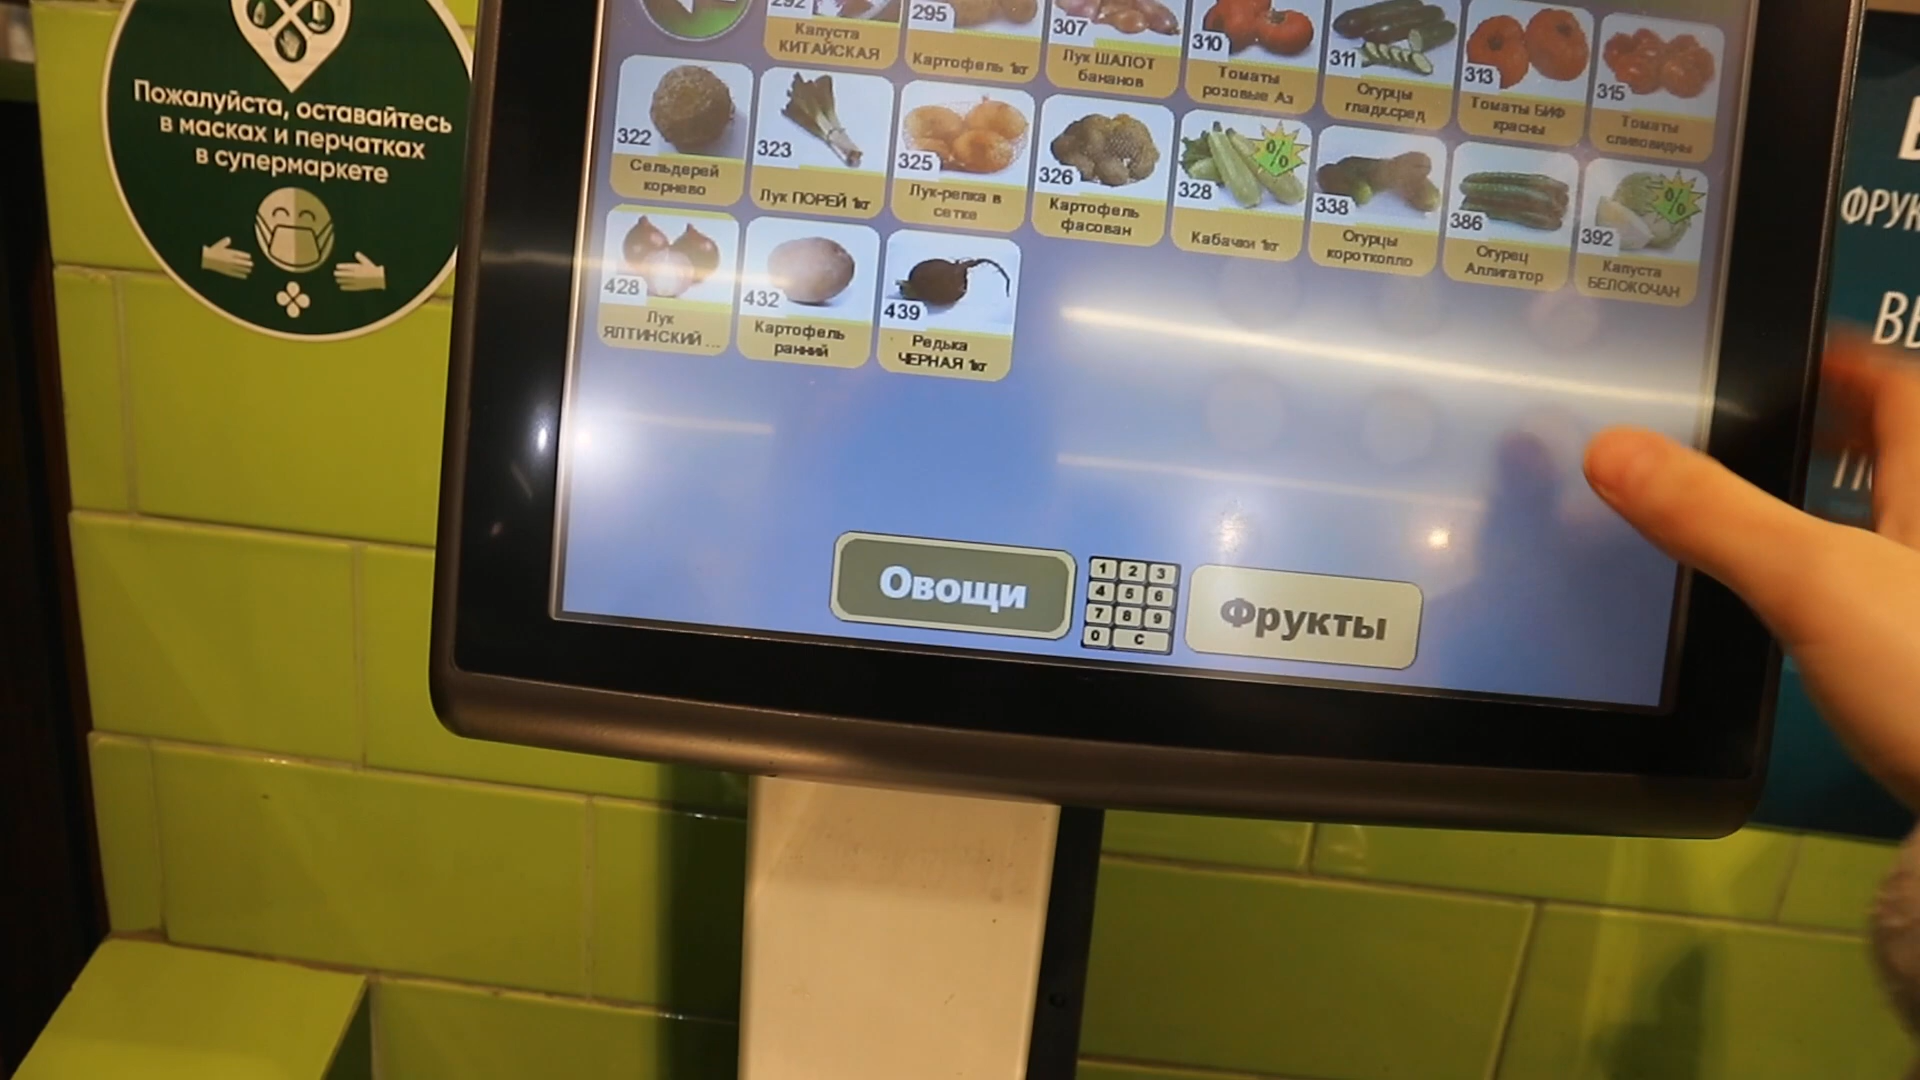 Пожалуйста, оставайтесь
в масках и перчатках
в супермаркете
292
Капуста
КИТАЙСКАЯ
295
Картофель 1кг
307
Лук ШАЛОТ
бананов
310
Томаты
розовые Аз
311
Огурцы
гладк.сред
313
Томаты БИФ
красны
315
Томаты
сливовидны
322
Сельдерей
корнево
323
Лук ПОРЕЙ 1кг
325
Лук-репка в
сетке
326
Картофель
фасован
328
%
Кабачки 1кг
338
Огурцы
короткопло
386
Огурец
Аллигатор
392
%
Капуста
БЕЛОКОЧАН
428
Лук
ЯЛТИНСКИЙ ...
432
Картофель
ранний
439
Редька
ЧЕРНАЯ 1кг
Овощи
1 2 3
4 5 6
7 8 9
0 C
Фрукты
ФРУК